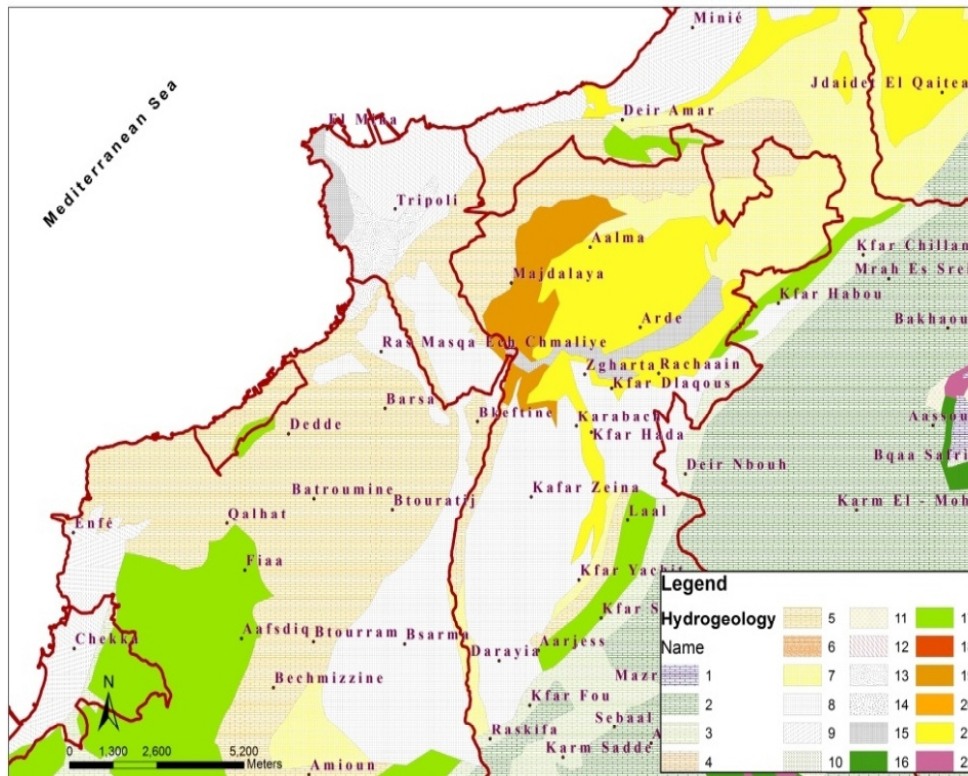 Minié
Jdaidet El Qaitea
Deir Amar
El Mina
Mediterranean Sea
Tripoli
Aalma
Kfar Chillan
Majdalaya
Mrah Es Srei
Kfar Habou
Arde
Bakhaou
Ras Masqa Ech Chmaliye
Zgharta
Rachaain
Kfar Dlaqous
Barsa
Bkeftine
Karabach
Aassou
Dedde
Kfar Hada
Bqaa Safri
Deir Nbouh
Batroumine
Btouratij
Kafar Zeina
Karm El - Moh
Qalhat
Laal
Enfé
Fiaa
Kfar Yachit
Kfar S
Chekka
Aafsdiq
Btourram
Bsarma
Aarjess
Darayia
Mazr
N
Bechmizzine
Kfar Fou
Raskifa
Sebaal
A
Karm Sadde
Amioun
0 1,300 2,600 5,200
Meters
Legend
Hydrogeology
Name
1
2
3
4
5
6
7
8
9
10
11
12
13
14
15
16